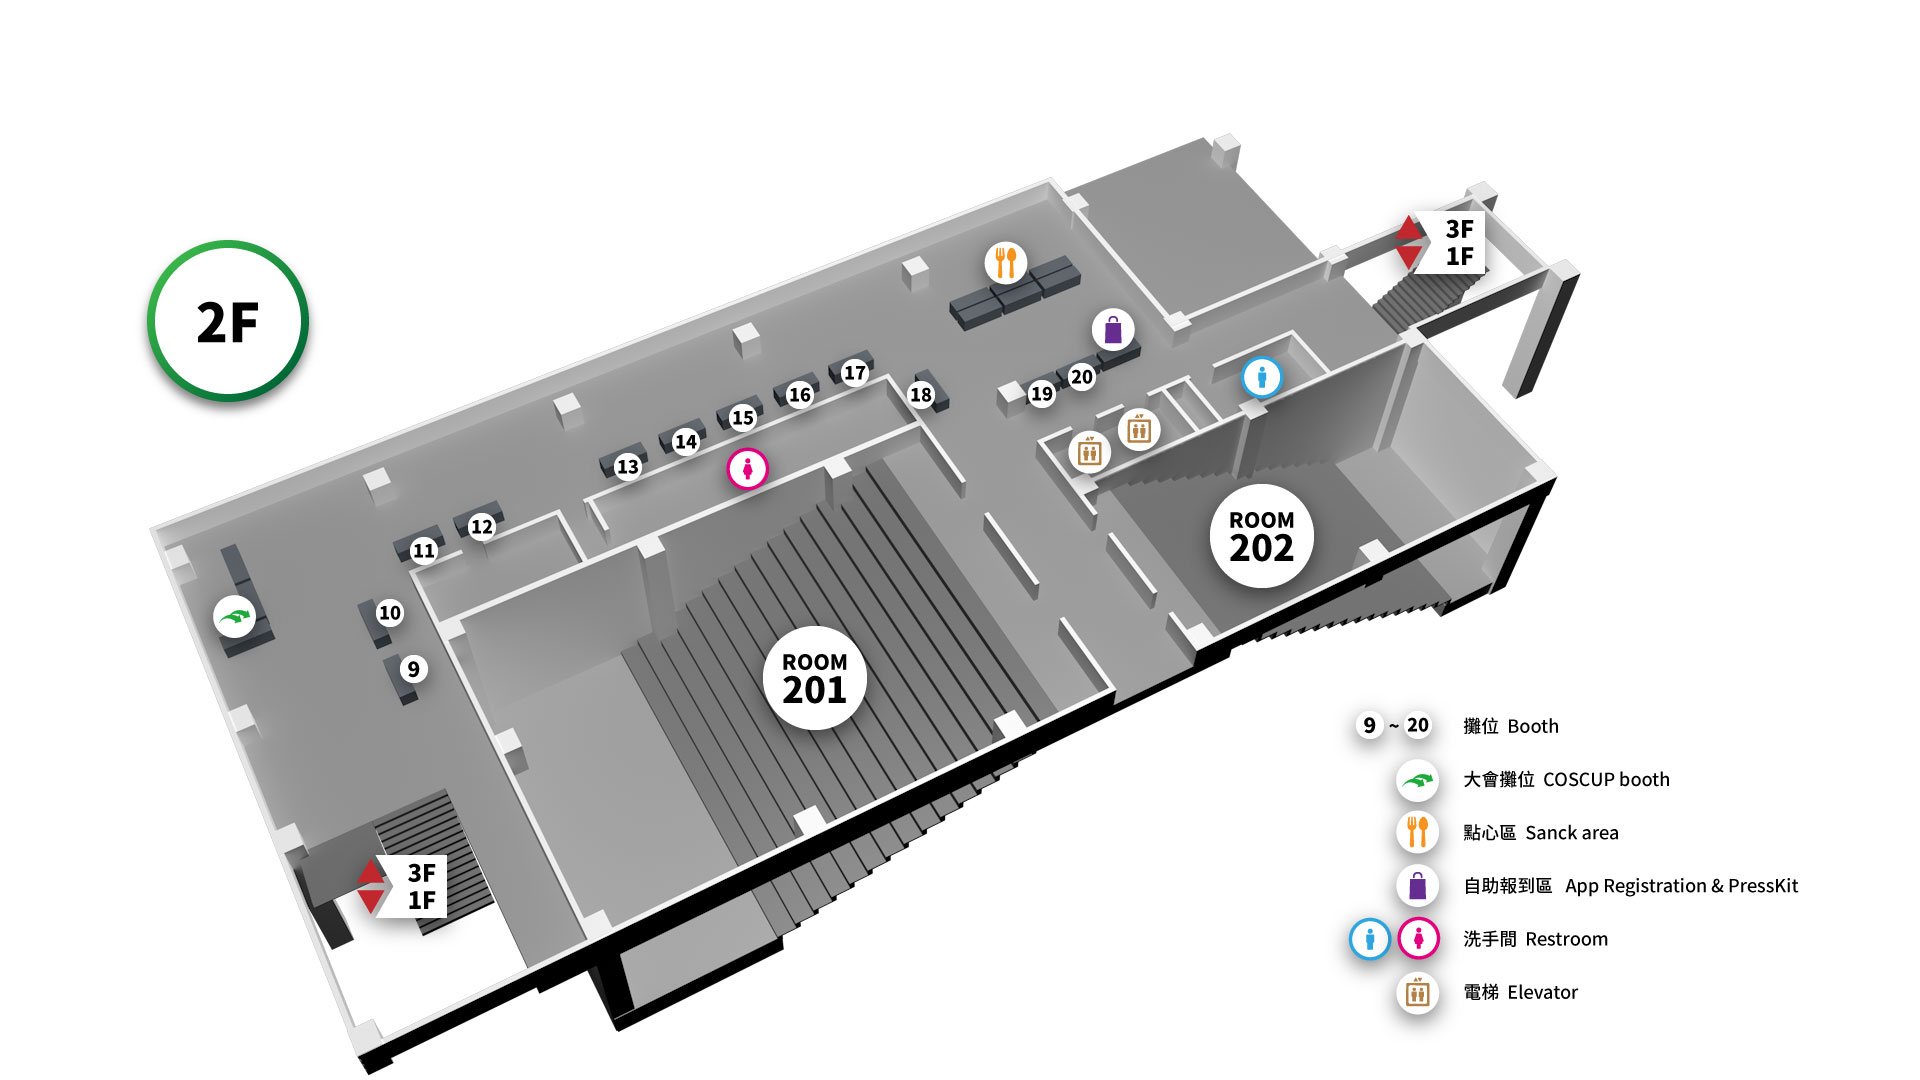 2F
3F
1F
17
16
18
20
19
15
14
13
12
11
10
9
ROOM
202
ROOM
201
3F
1F
9 ~ 20 攤位 Booth
大會攤位 COSCUP booth
點心區 Sanck area
自助報到區 App Registration & PressKit
洗手間 Restroom
電梯 Elevator